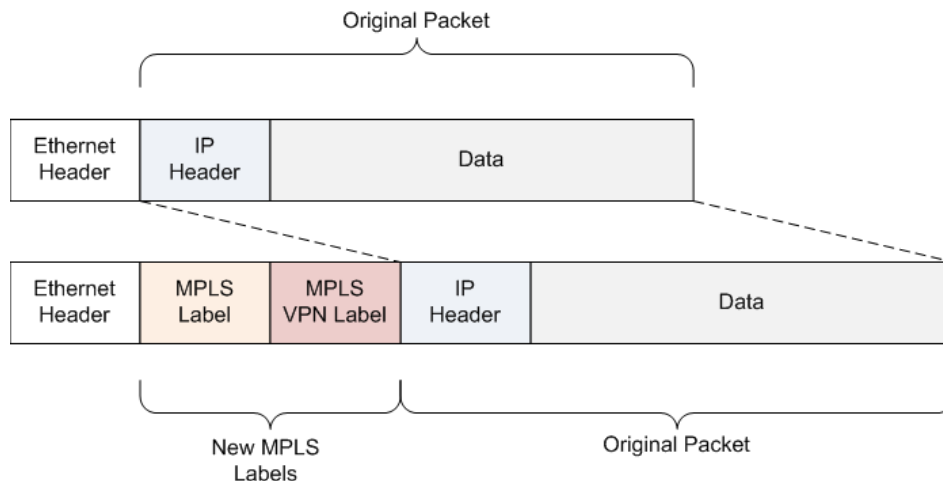 Original Packet
Ethernet
Header
IP
Header
Data
Ethernet
Header
MPLS
Label
MPLS
VPN Label
IP
Header
Data
New MPLS
Labels
Original Packet